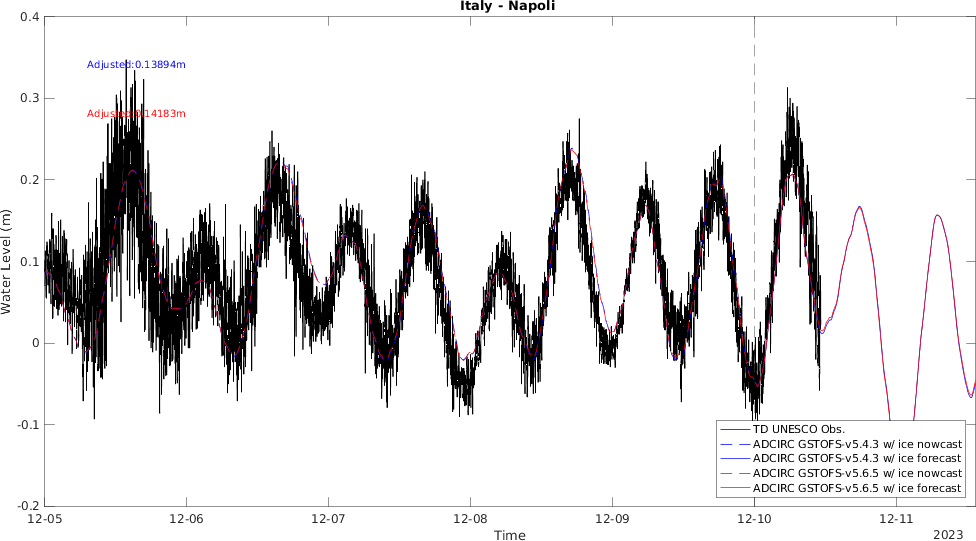 Italy - Napoli
Adjusted:0.13894m
Adjusted:0.14183m
Water Level (m)
0.4
0.3
0.2
0.1
0
-0.1
-0.2
TD UNESCO Obs.
ADCIRC GSTOFS-v5.4.3 w/ ice nowcast
ADCIRC GSTOFS-v5.4.3 w/ ice forecast
ADCIRC GSTOFS-v5.6.5 w/ ice nowcast
ADCIRC GSTOFS-v5.6.5 w/ ice forecast
12-05 12-06 12-07 12-08 12-09 12-10 12-11
Time
2023